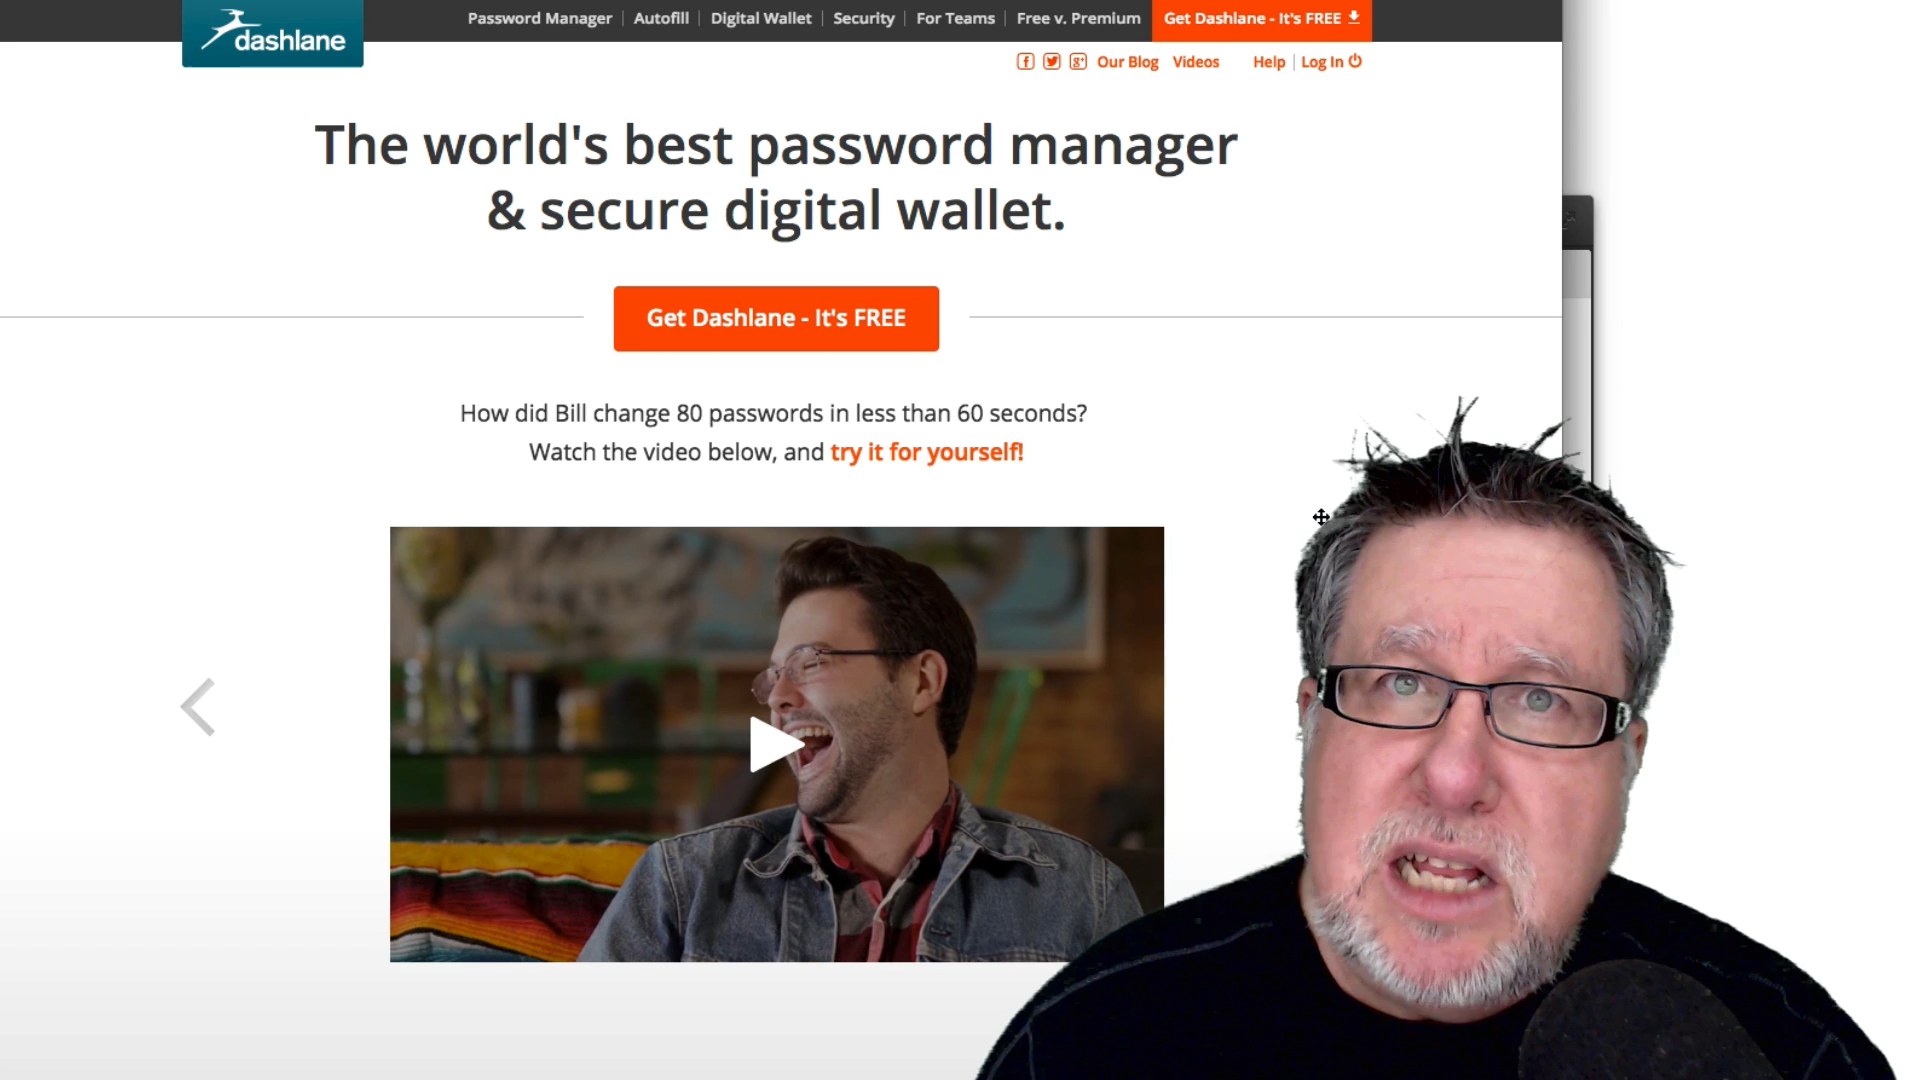 dashlane
Password Manager | Autofill | Digital Wallet | Security | For Teams | Free v. Premium
Get Dashlane - It's FREE
Our Blog Videos Help | Log In
The world's best password manager
& secure digital wallet.
Get Dashlane - It's FREE
How did Bill change 80 passwords in less than 60 seconds?
Watch the video below, and try it for yourself!